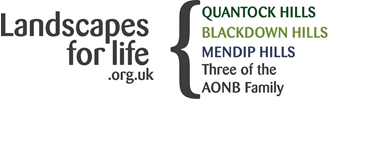 Landscapes
for life
.org.uk
QUANTOCK HILLS
BLACKDOWN HILLS
MENDIP HILLS
Three of the
AONB Family